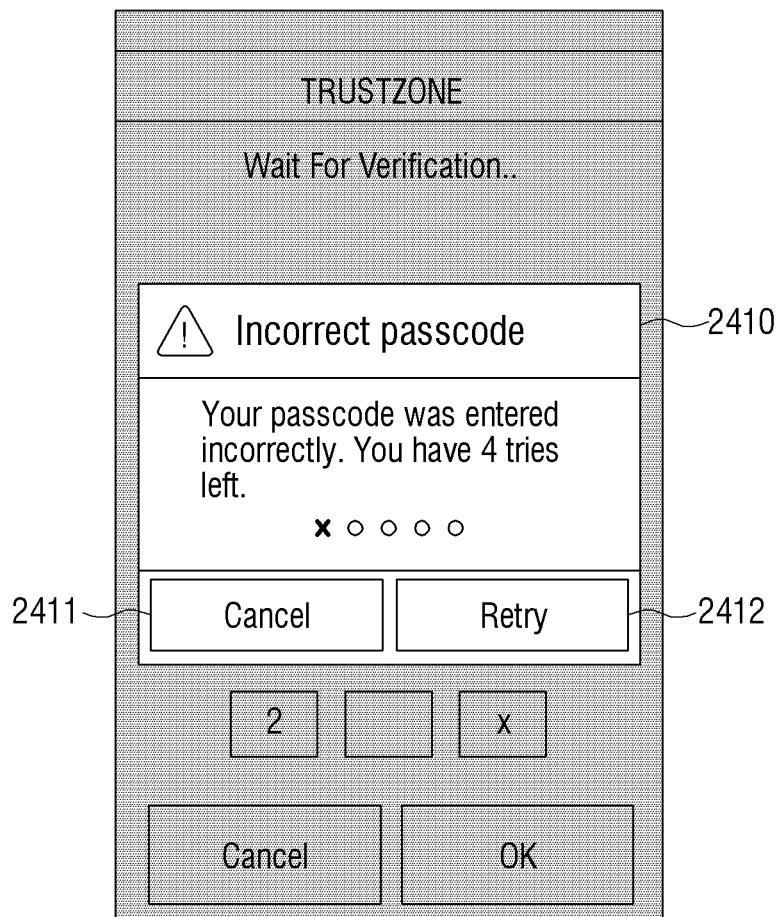 TRUSTZONE
Wait For Verification..
Incorrect passcode
2410
Your passcode was entered
incorrectly. You have 4 tries
left.
x o o o o
2411
Cancel
Retry
2412
2
x
Cancel
OK